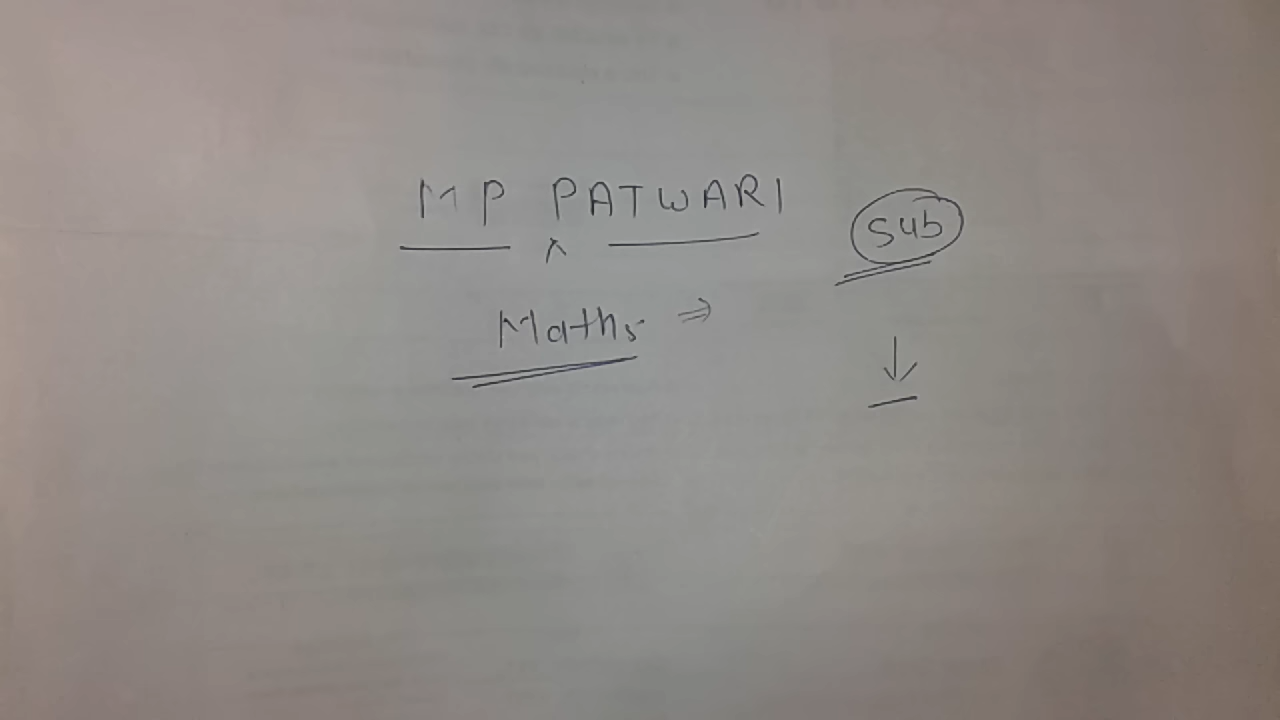 MP PATWARI
Sub
Maths ⇒
↓